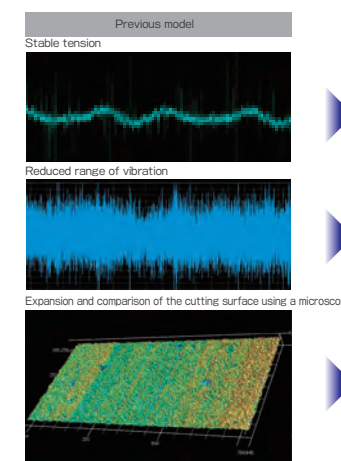 Previous model
Stable tension
Reduced range of vibration
Expansion and comparison of the cutting surface using a microsco